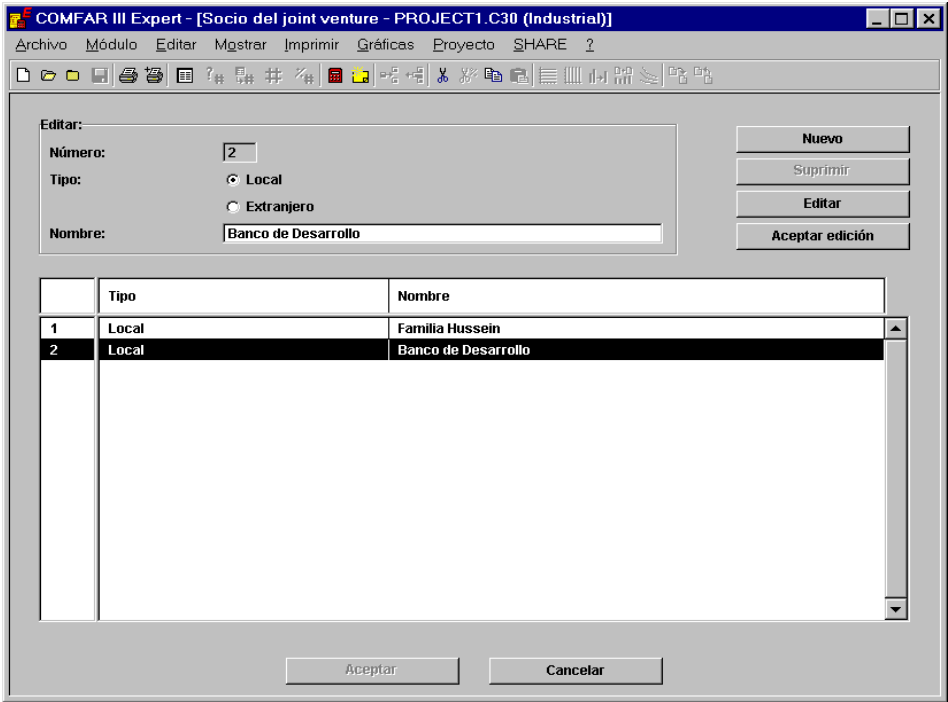 COMFAR III Expert - [Socio del joint venture - PROJECT1.C30 (Industrial)]
Archivo Módulo Editar Mostrar Imprimir Gráficas Proyecto SHARE ?
Editar:
Número: 2
Tipo: Local
Extranjero
Nombre: Banco de Desarrollo
Nuevo
Suprimir
Editar
Aceptar edición
Tipo Nombre
1 Local Familia Hussein
2 Local Banco de Desarrollo
Aceptar Cancelar